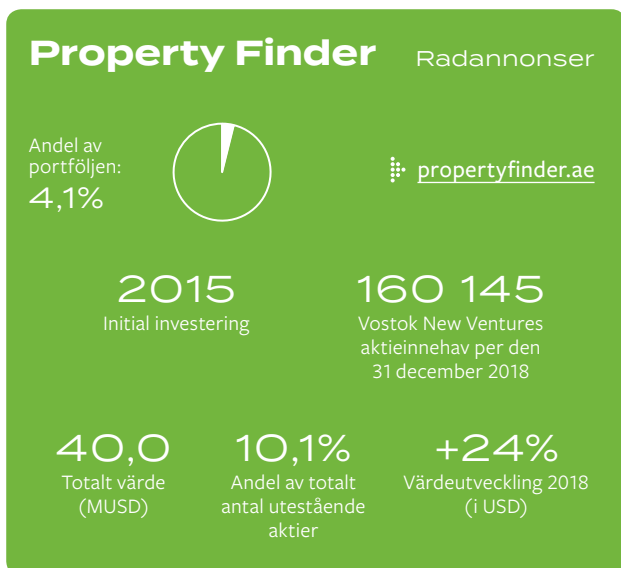 Property Finder Radannonser
Andel av
portföljen:
4,1%
propertyfinder.ae
2015
Initial investering
160 145
Vostok New Ventures
aktieinnehav per den
31 december 2018
40,0
Totalt värde
(MUSD)
10,1%
Andel av totalt
antal utestående
aktier
+24%
Värdeutveckling 2018
(i USD)